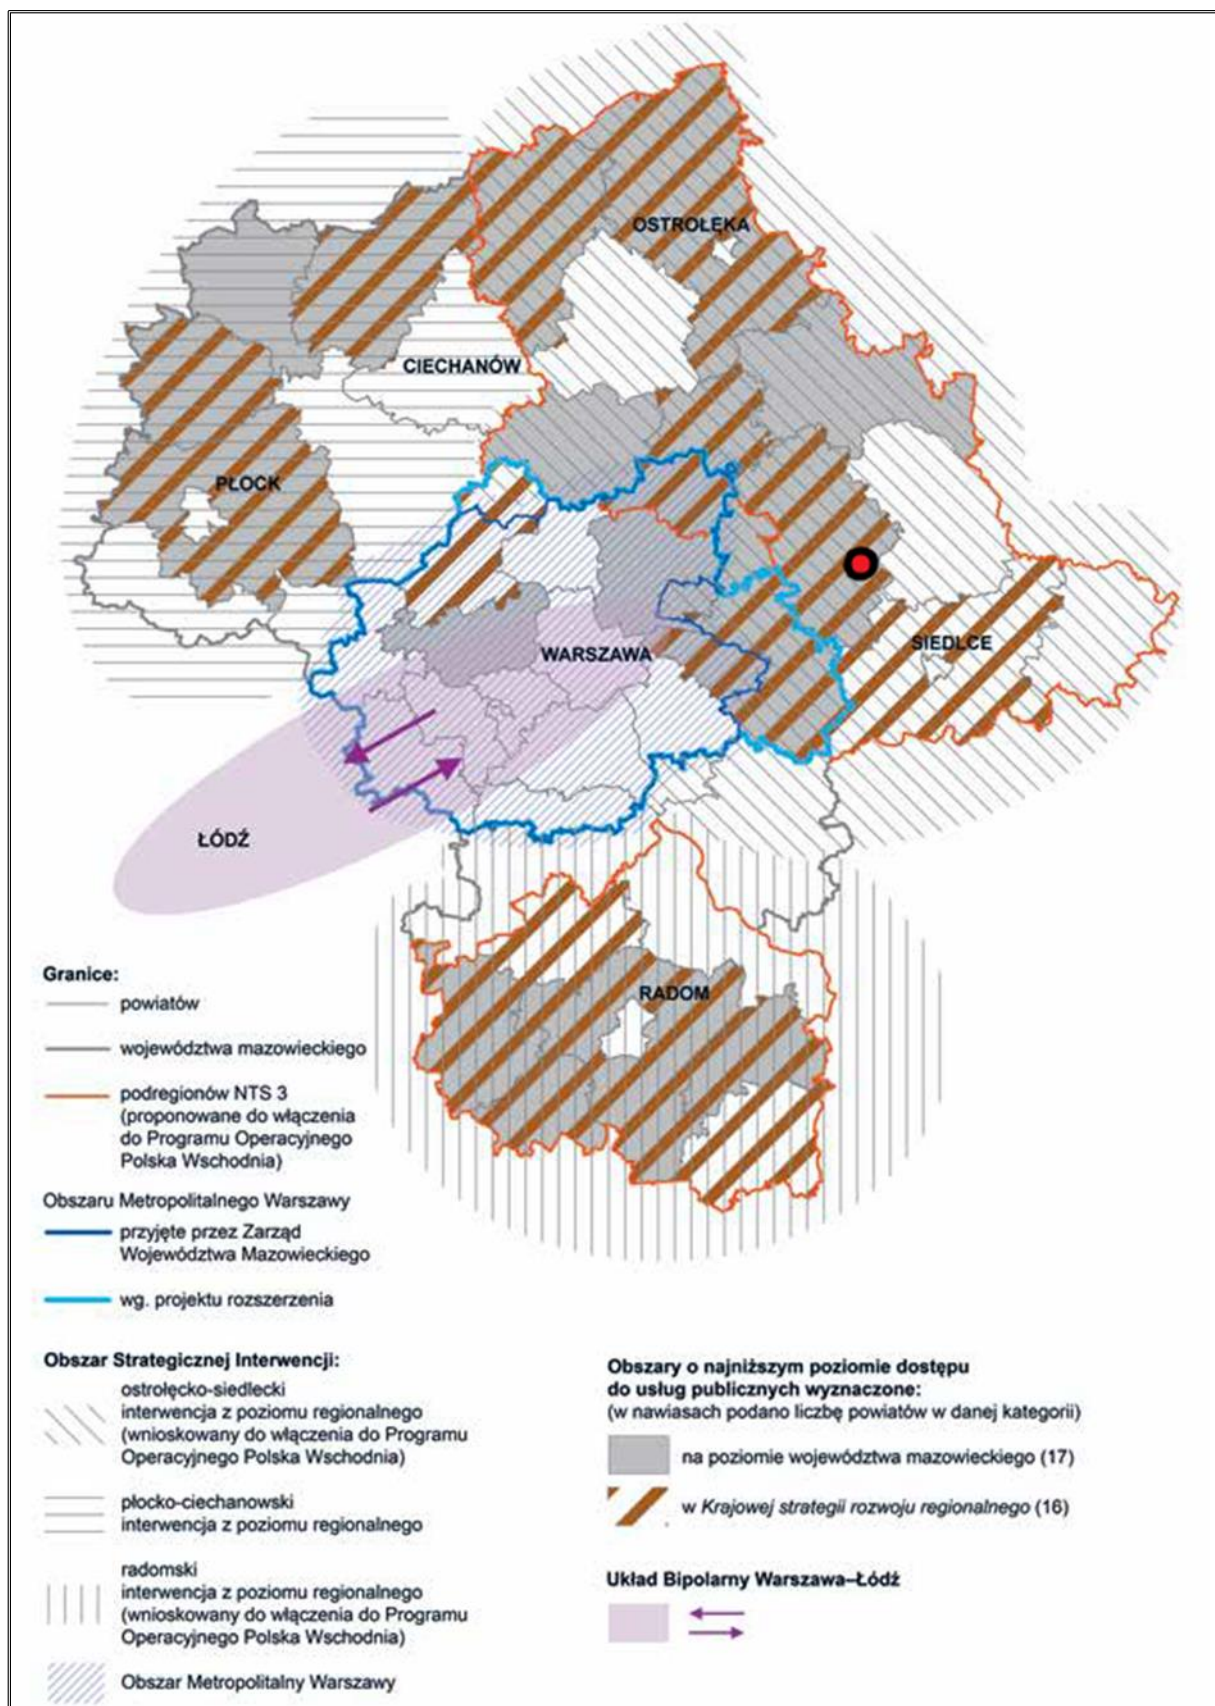 OSTROŁĘKA
CIECHANÓW
PŁOCK
SIEDLCE
WARSZAWA
ŁÓDŹ
RADOM
Granice:
powiatów
województwa mazowieckiego
podregionów NTS 3
(proponowane do włączenia
do Programu Operacyjnego
Polska Wschodnia)
Obszaru Metropolitalnego Warszawy
przyjęte przez Zarząd
Województwa Mazowieckiego
wg. projektu rozszerzenia
Obszar Strategicznej Interwencji:
ostrołęcko-siedlecki
interwencja z poziomu regionalnego
(wnioskowany do włączenia do Programu
Operacyjnego Polska Wschodnia)
płocko-ciechanowski
interwencja z poziomu regionalnego
radomski
interwencja z poziomu regionalnego
(wnioskowany do włączenia do Programu
Operacyjnego Polska Wschodnia)
Obszar Metropolitalny Warszawy
Obszary o najniższym poziomie dostępu
do usług publicznych wyznaczone:
(w nawiasach podano liczbę powiatów w danej kategorii)
na poziomie województwa mazowieckiego (17)
w Krajowej strategii rozwoju regionalnego (16)
Układ Bipolarny Warszawa–Łódź